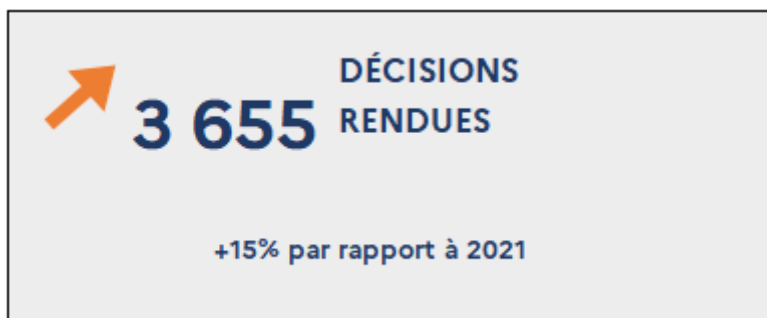 3 655 DÉCISIONS
RENDUES
+15% par rapport à 2021